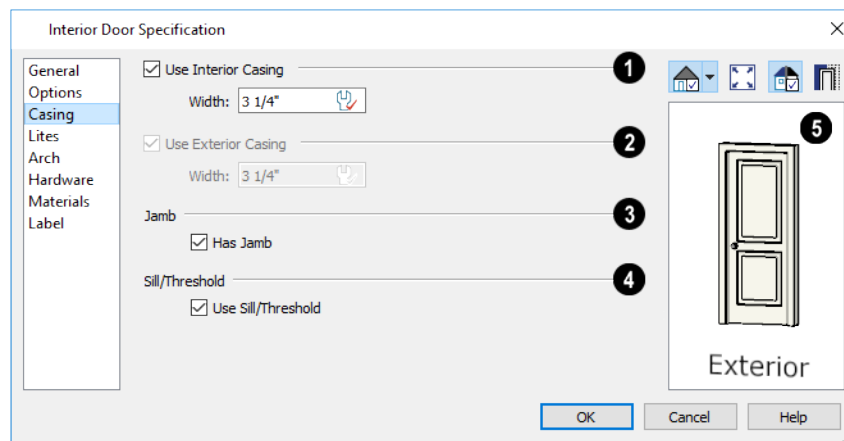 Interior Door Specification
General
Options
Casing
Lites
Arch
Hardware
Materials
Label
Use Interior Casing
1
Width: 3 1/4"
Use Exterior Casing
2
Width: 3 1/4"
Jamb
3
Has Jamb
Sill/Threshold
4
Use Sill/Threshold
5
Exterior
OK
Cancel
Help